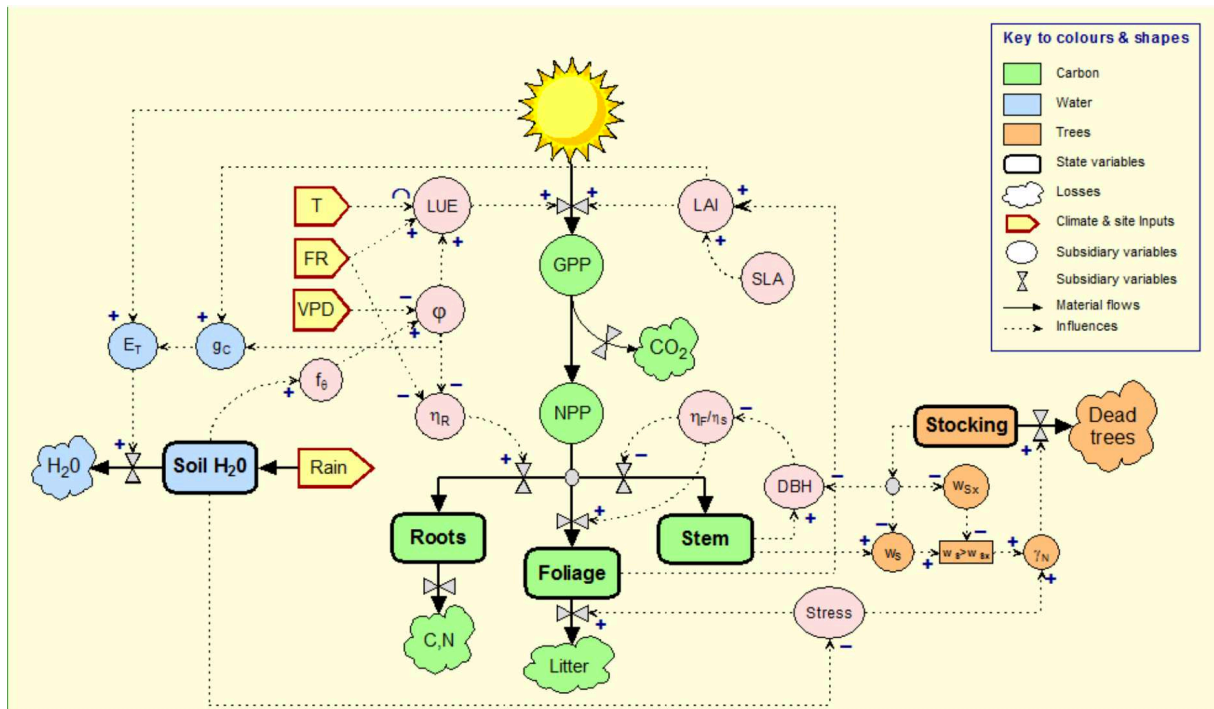 Key to colours & shapes
Carbon
Water
Trees
State variables
Losses
Climate & site Inputs
Subsidiary variables
Subsidiary variables
Material flows
Influences
T
LUE
+
+
+
+
LAI
+
+
FR
GPP
SLA
VPD
−
φ
+
+
+
E_T
g_C
f_θ
+
CO₂
−
−
η_R
NPP
η_F/η_S
−
Stocking
Dead trees
+
+
H₂0
+
Soil H₂0
Rain
+
−
DBH
−
+
−
w_Sx
Roots
Foliage
+
Stem
−
+
w_S
+
−
w_S>w_Sx
+
γ_N
+
C,N
Litter
+
Stress
−